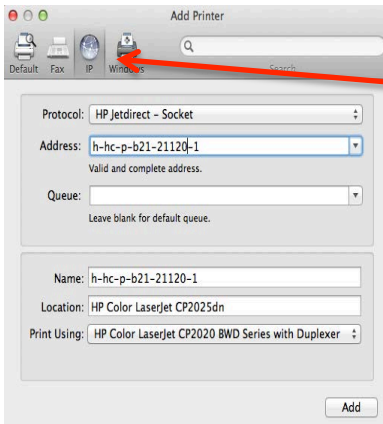 Add Printer
Default Fax IP Windows Search
Protocol: HP Jetdirect – Socket
Address: h-hc-p-b21-21120-1
Valid and complete address.
Queue:
Leave blank for default queue.
Name: h-hc-p-b21-21120-1
Location: HP Color LaserJet CP2025dn
Print Using: HP Color LaserJet CP2020 BWD Series with Duplexer
Add